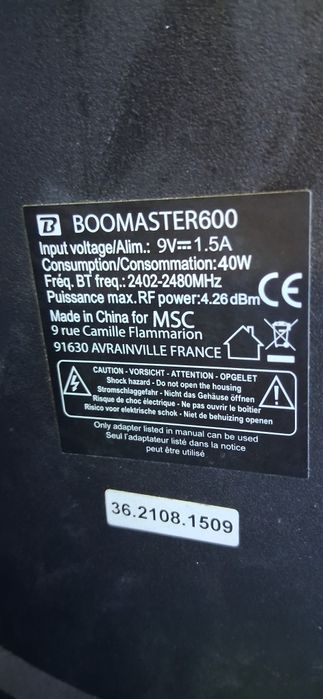 B BOOMASTER600
Input voltage/Alim.: 9V⎓1.5A
Consumption/Consommation: 40W
Fréq. BT freq.: 2402-2480MHz
Puissance max. RF power: 4.26 dBm CE
Made in China for MSC
9 rue Camille Flammarion
91630 AVRAINVILLE FRANCE
CAUTION - VORSICHT - ATTENTION - OPGELET
Shock hazard - Do not open the housing
Stromschlaggefahr - Nicht das Gehäuse öffnen
Risque de choc électrique - Ne pas ouvrir le boîtier
Risico voor elektrische schok - Niet de behuizing openen
Only adapter listed in manual can be used
Seul l'adaptateur listé dans la notice
peut être utilisé
36.2108.1509